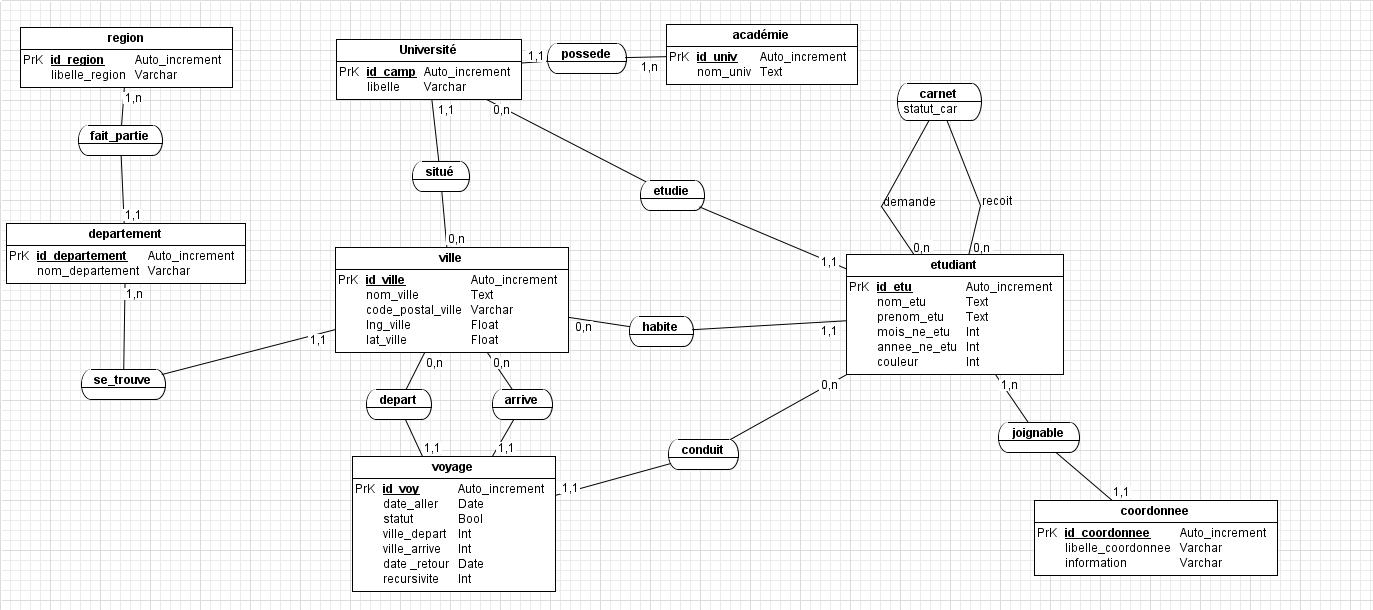 region
PrK id_region Auto_increment
libelle_region Varchar
1,n
fait_partie
1,1
departement
PrK id_departement Auto_increment
nom_departement Varchar
1,n
se_trouve
1,1
Université
PrK id_camp Auto_increment
libelle Varchar
1,1
possede
1,n
académie
PrK id_univ Auto_increment
nom_univ Text
1,1
0,n
situé
0,n
etudie
1,1
carnet
statut_car
demande
recoit
0,n
0,n
ville
PrK id_ville Auto_increment
nom_ville Text
code_postal_ville Varchar
lng_ville Float
lat_ville Float
0,n
habite
1,1
etudiant
PrK id_etu Auto_increment
nom_etu Text
prenom_etu Text
mois_ne_etu Int
annee_ne_etu Int
couleur Int
0,n
0,n
depart
arrive
1,1
1,1
0,n
conduit
1,1
1,n
joignable
1,1
voyage
PrK id_voy Auto_increment
date_aller Date
statut Bool
ville_depart Int
ville_arrive Int
date _retour Date
recursivite Int
coordonnee
PrK id_coordonnee Auto_increment
libelle_coordonnee Varchar
information Varchar